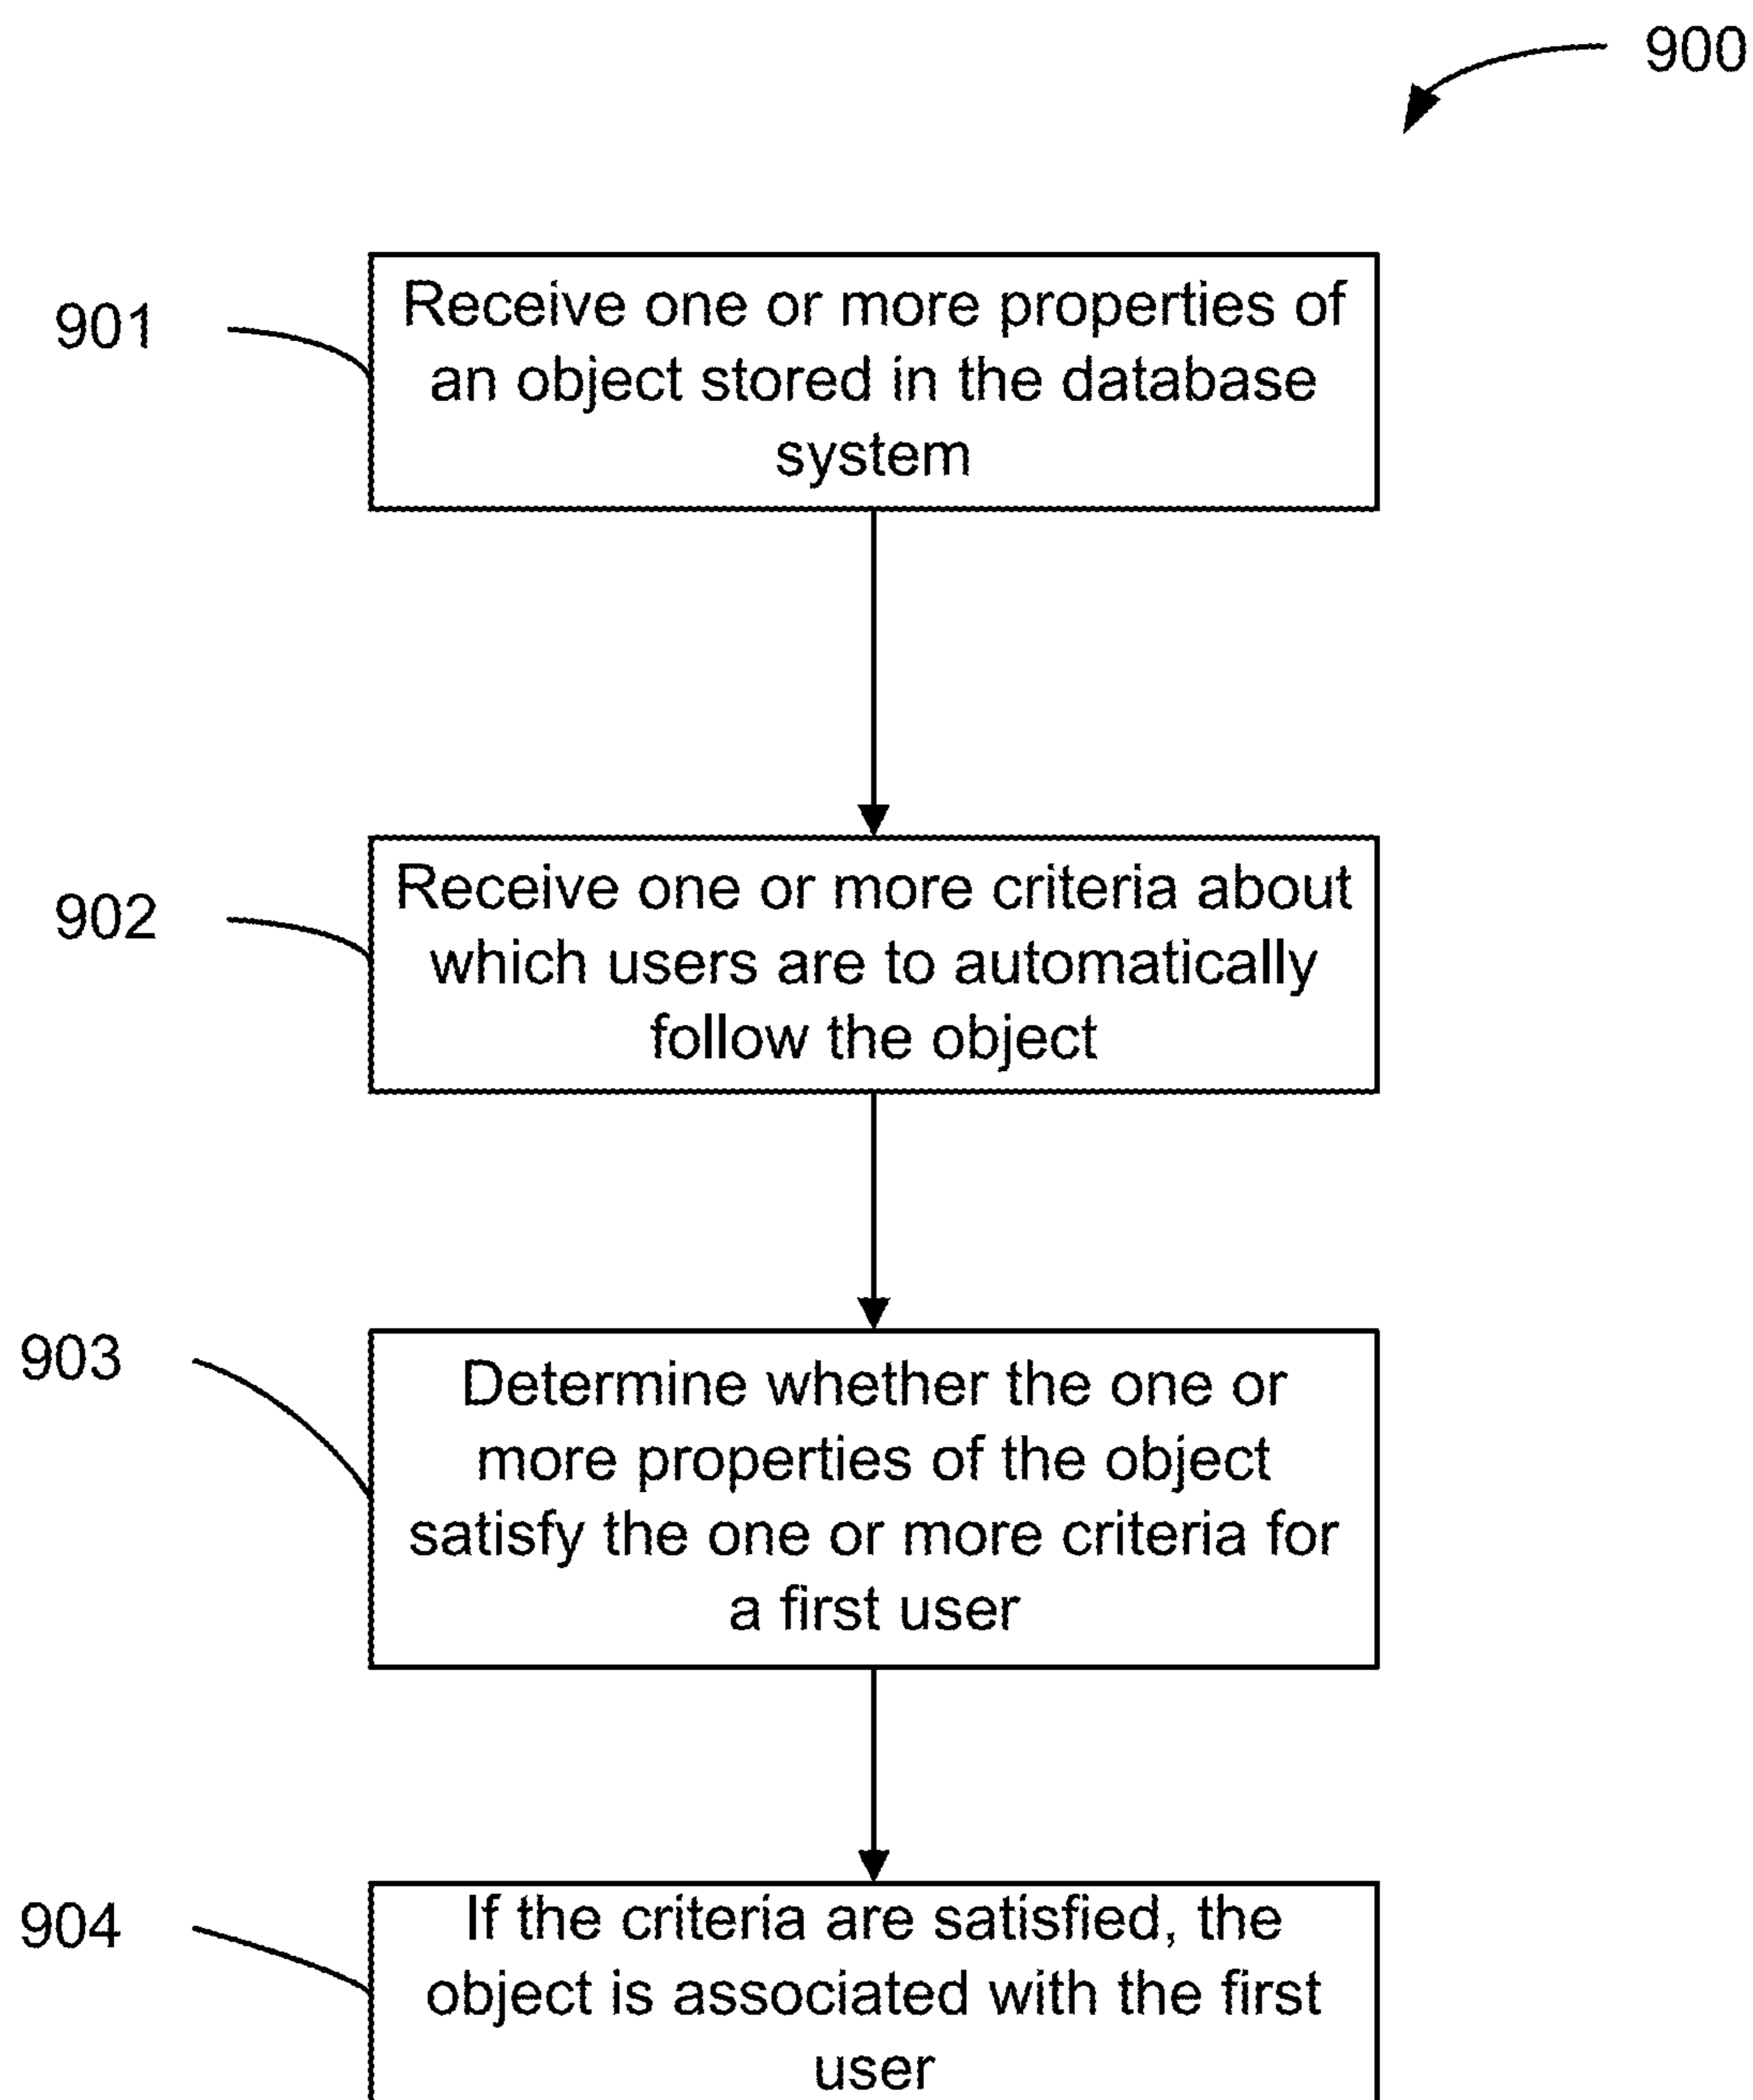 900
901
Receive one or more properties of
an object stored in the database
system
902
Receive one or more criteria about
which users are to automatically
follow the object
903
Determine whether the one or
more properties of the object
satisfy the one or more criteria for
a first user
904
If the criteria are satisfied, the
object is associated with the first
user